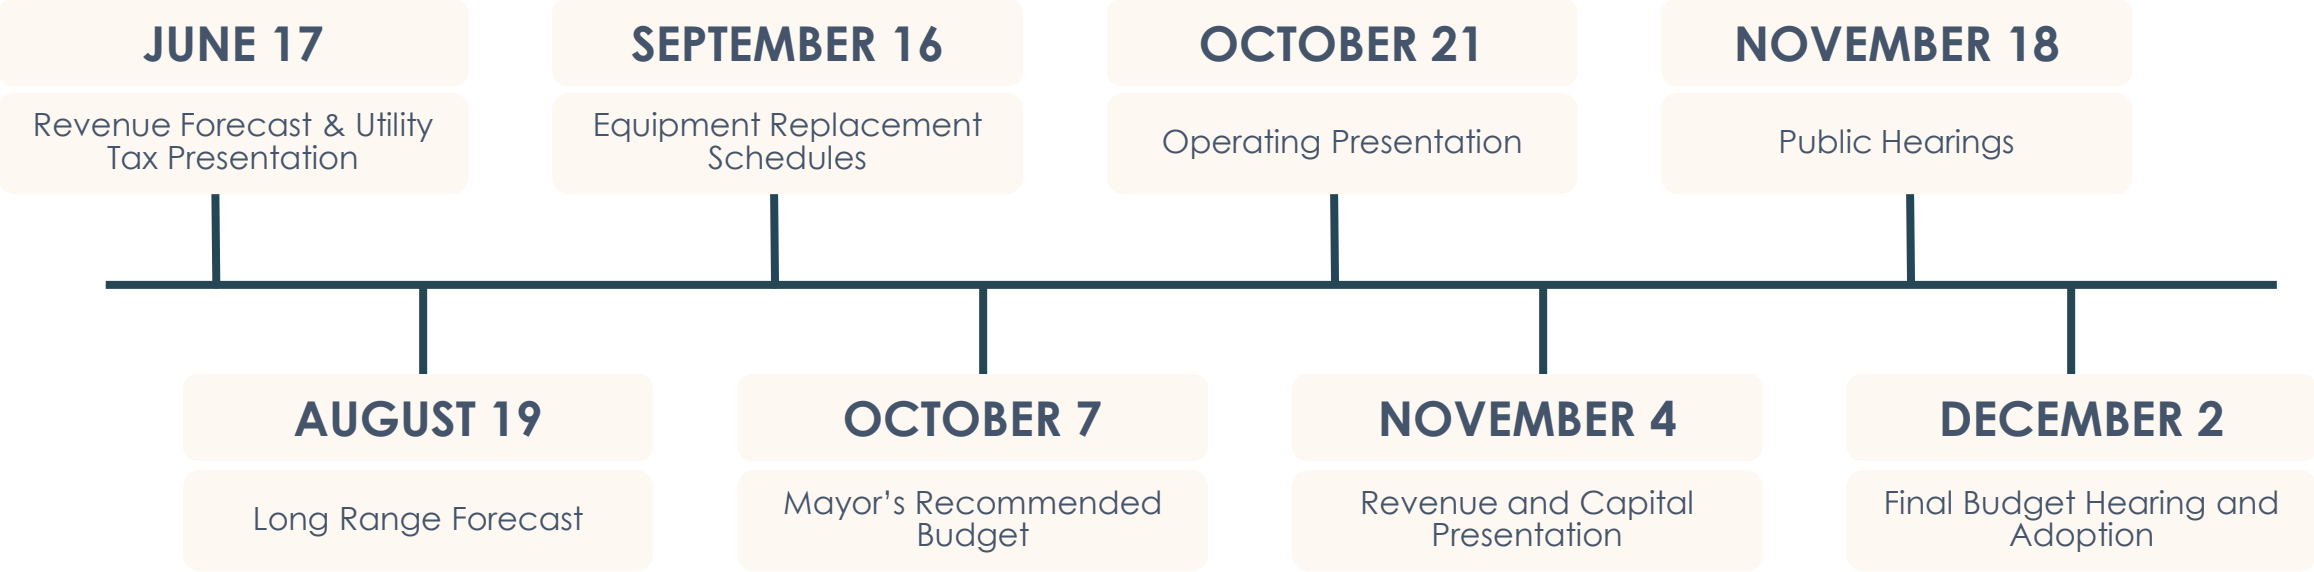 JUNE 17
Revenue Forecast & Utility
Tax Presentation
SEPTEMBER 16
Equipment Replacement
Schedules
OCTOBER 21
Operating Presentation
NOVEMBER 18
Public Hearings
AUGUST 19
Long Range Forecast
OCTOBER 7
Mayor’s Recommended
Budget
NOVEMBER 4
Revenue and Capital
Presentation
DECEMBER 2
Final Budget Hearing and
Adoption